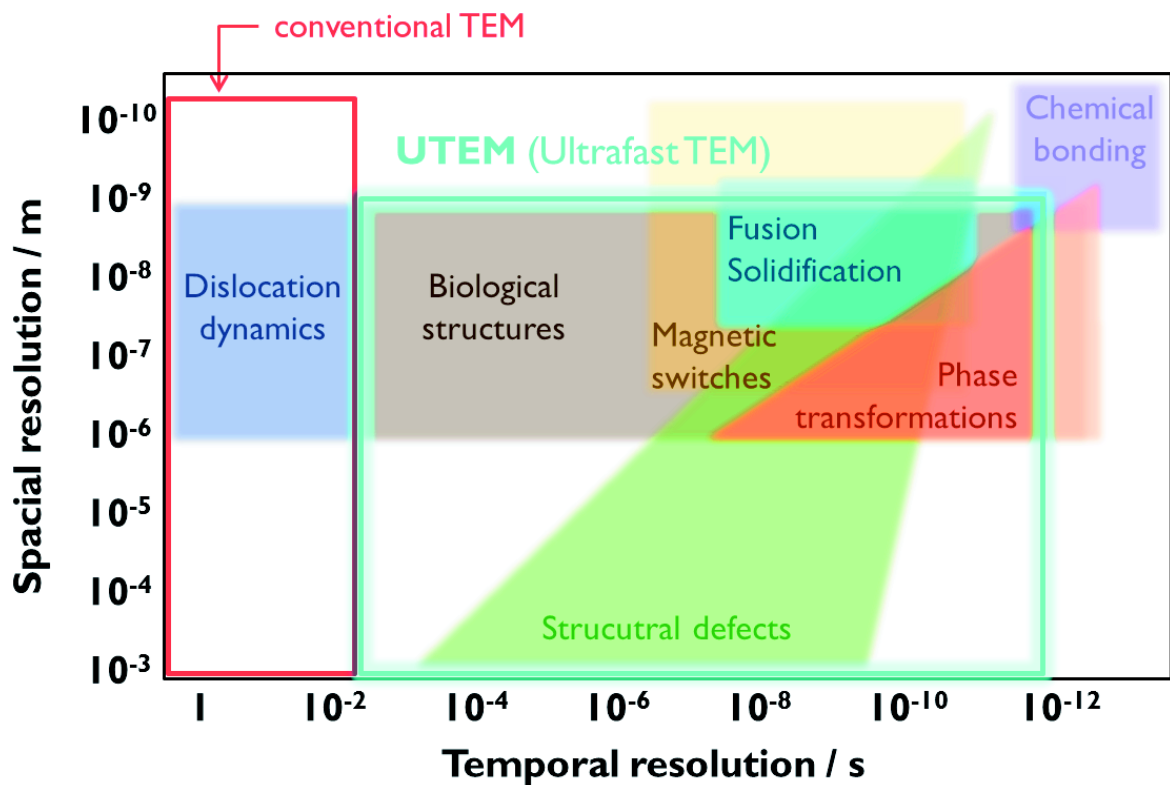 conventional TEM
UTEM (Ultrafast TEM)
Chemical
bonding
Fusion
Solidification
Dislocation
dynamics
Biological
structures
Magnetic
switches
Phase
transformations
Strucutral defects
Spacial resolution / m
10⁻¹⁰
10⁻⁹
10⁻⁸
10⁻⁷
10⁻⁶
10⁻⁵
10⁻⁴
10⁻³
1 10⁻² 10⁻⁴ 10⁻⁶ 10⁻⁸ 10⁻¹⁰ 10⁻¹²
Temporal resolution / s